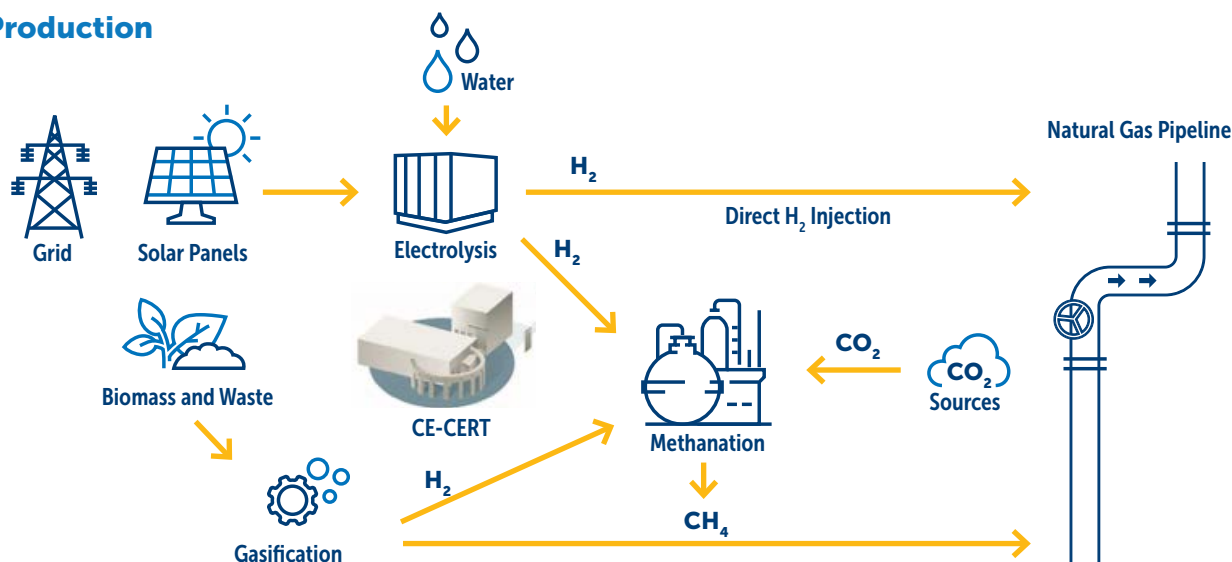 Production
Water
Natural Gas Pipeline
H₂
Direct H₂ Injection
Grid
Solar Panels
Electrolysis
H₂
CO₂
CO₂
Sources
Biomass and Waste
CE-CERT
Methanation
H₂
CH₄
Gasification